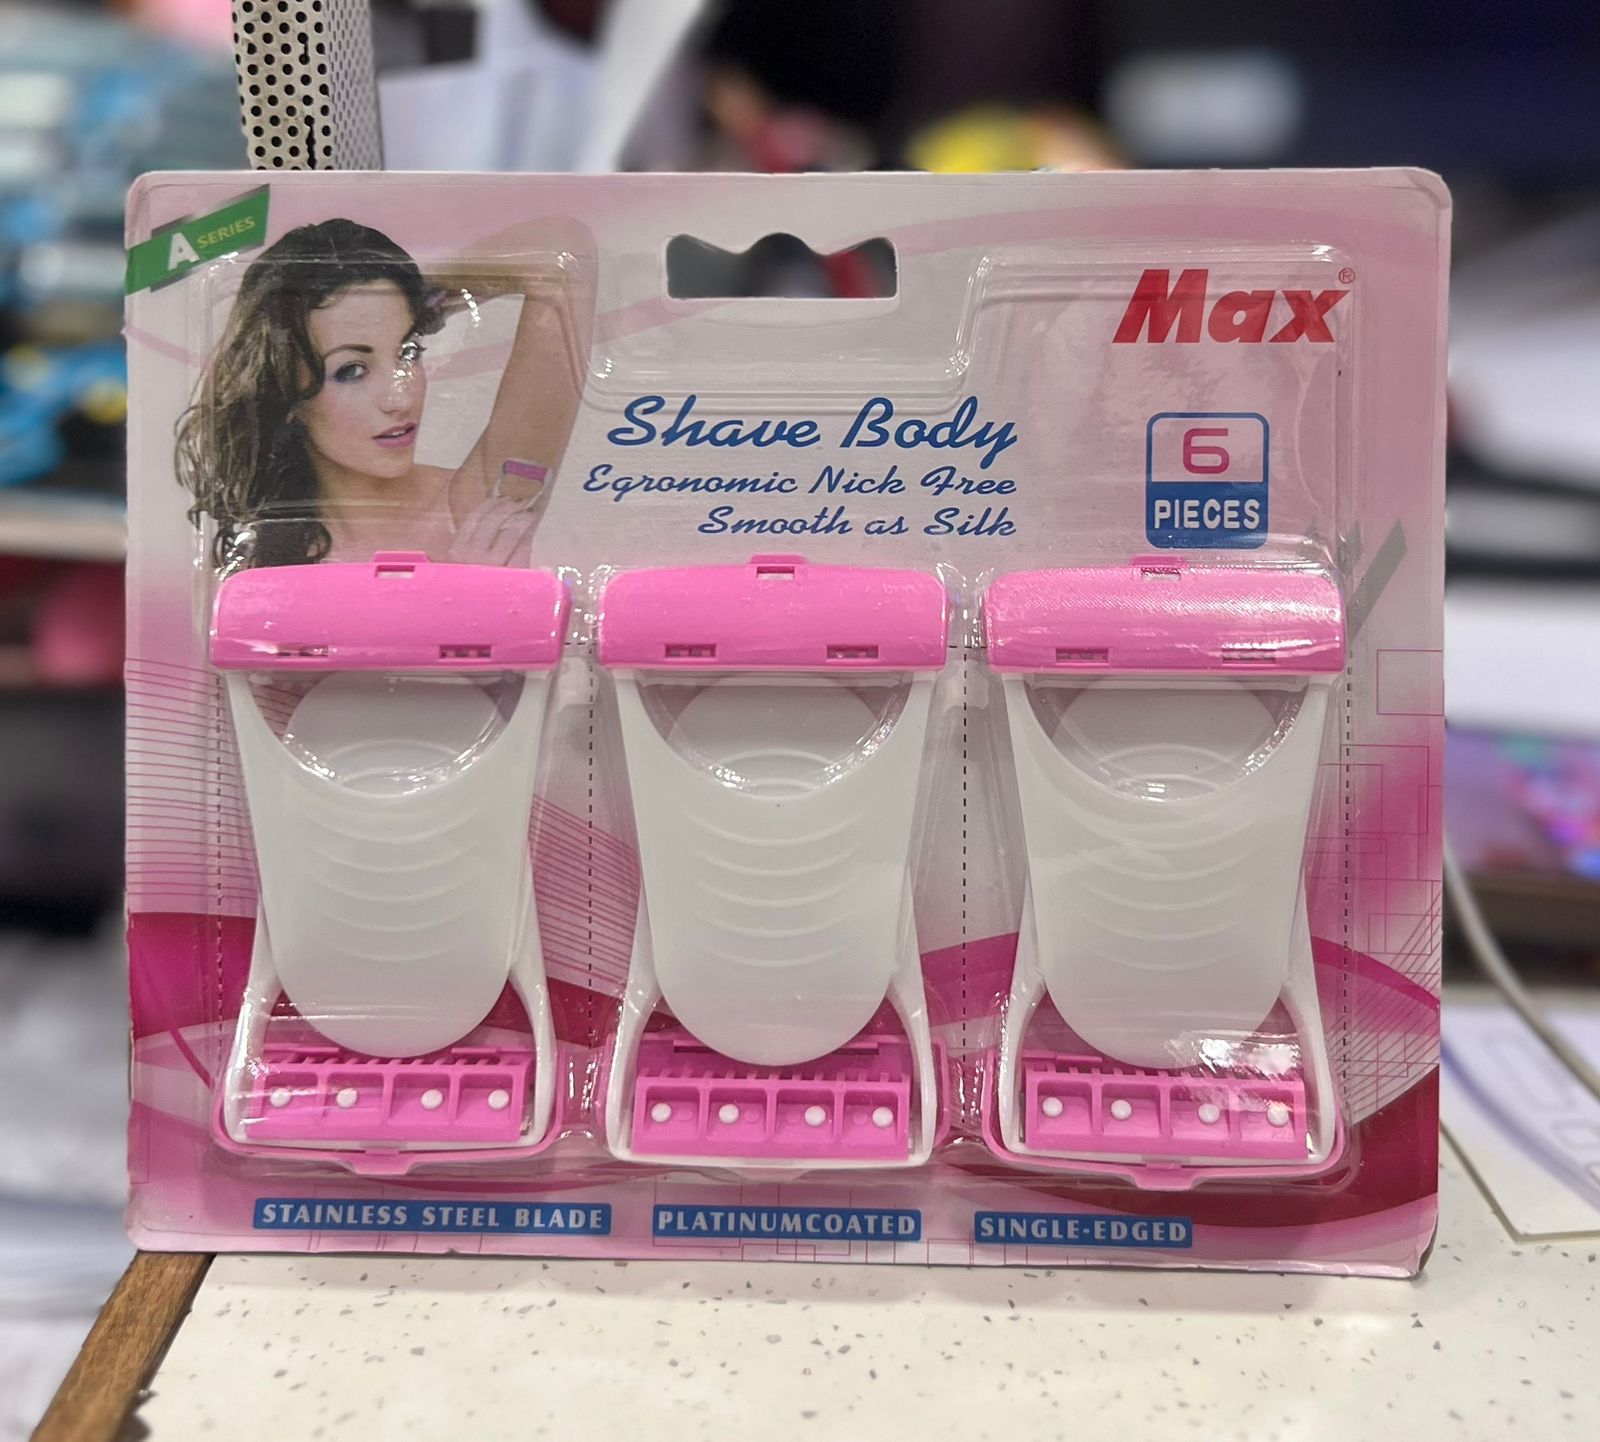 A SERIES
Max®
Shave Body
Egronomic Nick Free
Smooth as Silk
6
PIECES
STAINLESS STEEL BLADE
PLATINUMCOATED
SINGLE-EDGED